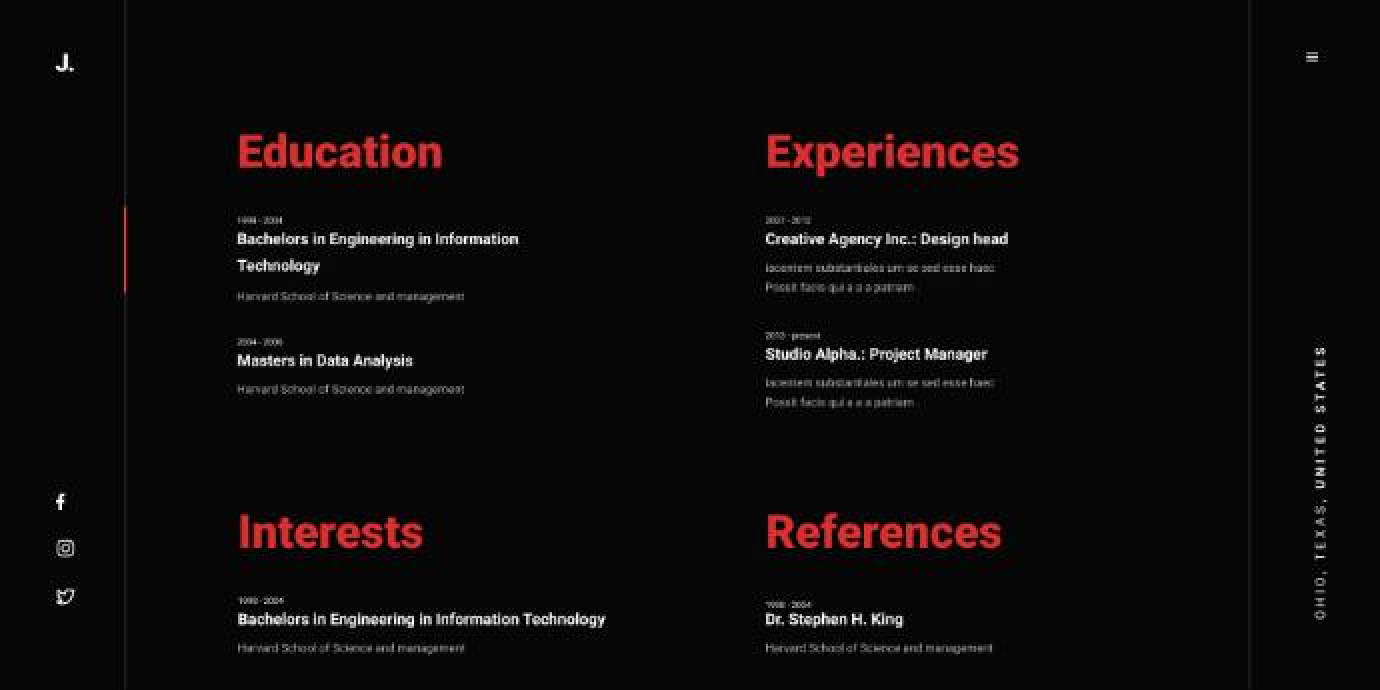 J.
Education
1998 - 2004
Bachelors in Engineering in Information
Technology
Harvard School of Science and management
2004 - 2006
Masters in Data Analysis
Harvard School of Science and management
Experiences
Creative Agency Inc.: Design head
iacentem substantiales um se sed esse haec
Possit facis qui a a a patriam
2013 - present
Studio Alpha.: Project Manager
iacentem substantiales um se sed esse haec
Possit facis qui a a a patriam
Interests
1998 - 2004
Bachelors in Engineering in Information Technology
Harvard School of Science and management
References
1998 - 2004
Dr. Stephen H. King
Harvard School of Science and management
OHIO, TEXAS, UNITED STATES